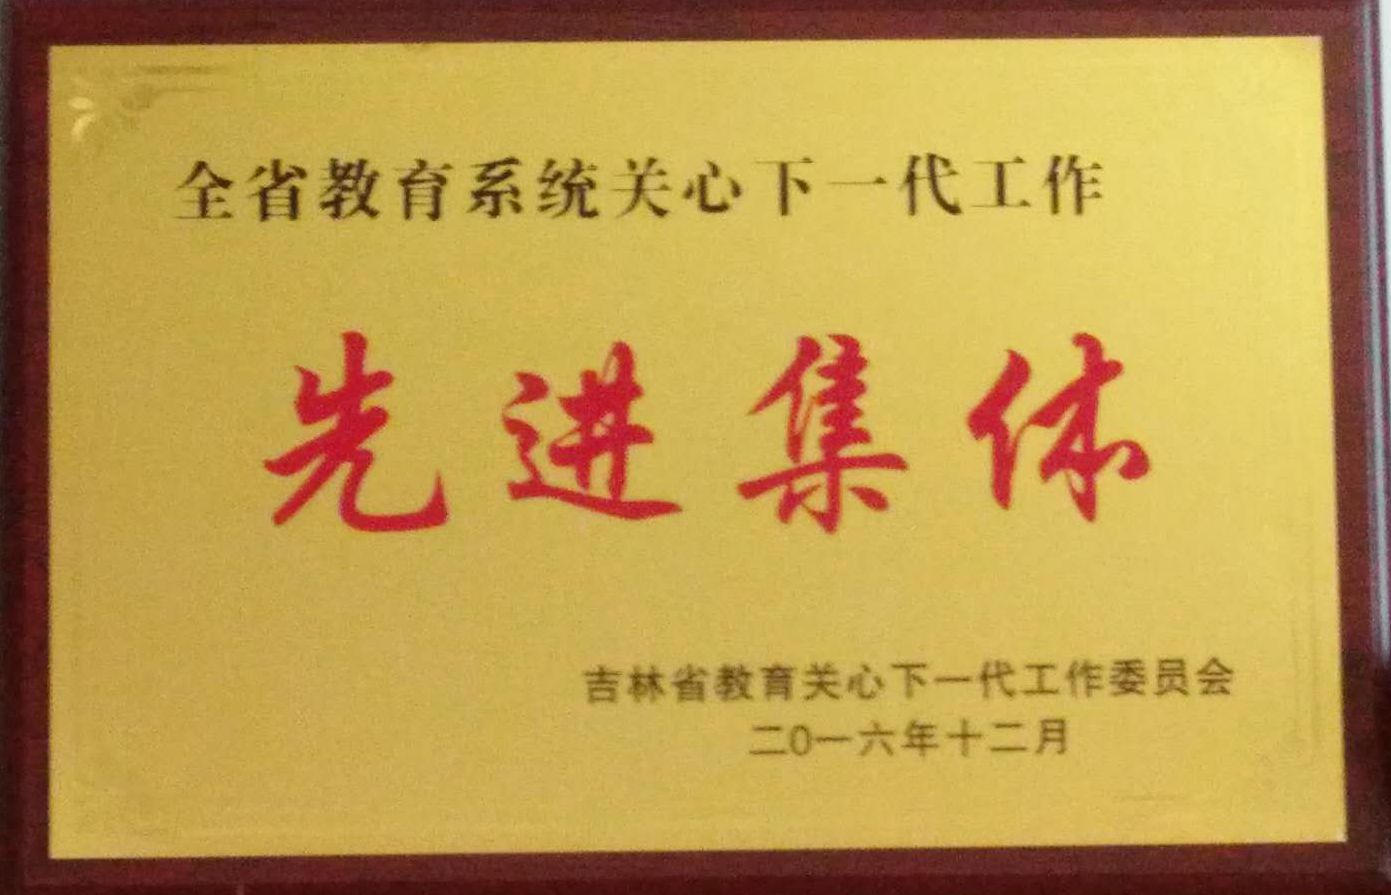 全省教育系统关心下一代工作
先进集体
吉林省教育关心下一代工作委员会
二0一六年十二月